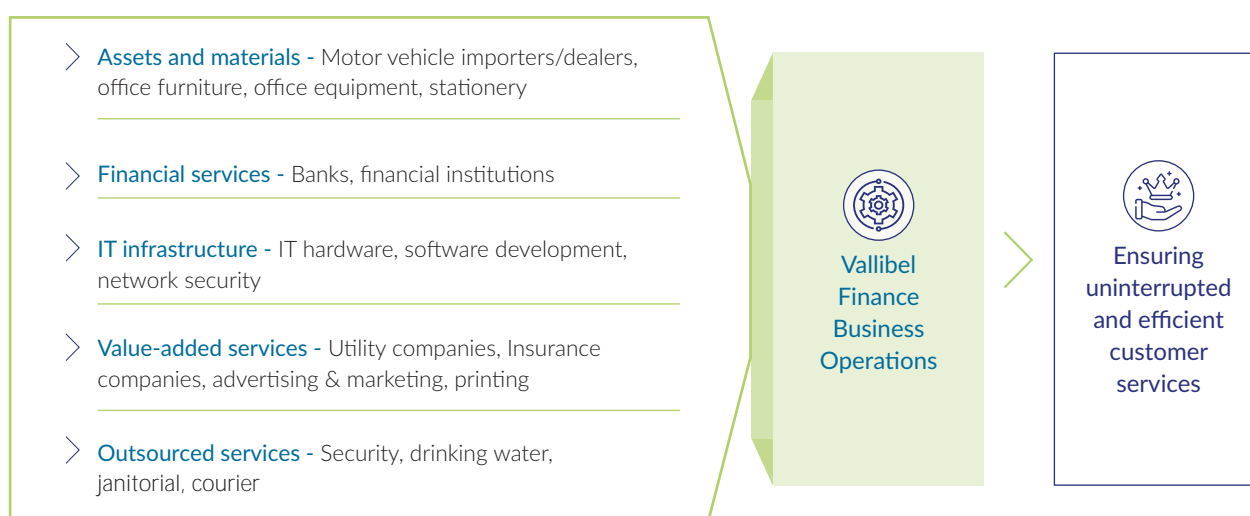 Assets and materials - Motor vehicle importers/dealers,
office furniture, office equipment, stationery
Financial services - Banks, financial institutions
IT infrastructure - IT hardware, software development,
network security
Value-added services - Utility companies, Insurance
companies, advertising & marketing, printing
Outsourced services - Security, drinking water,
janitorial, courier
Vallibel
Finance
Business
Operations
Ensuring
uninterrupted
and efficient
customer
services